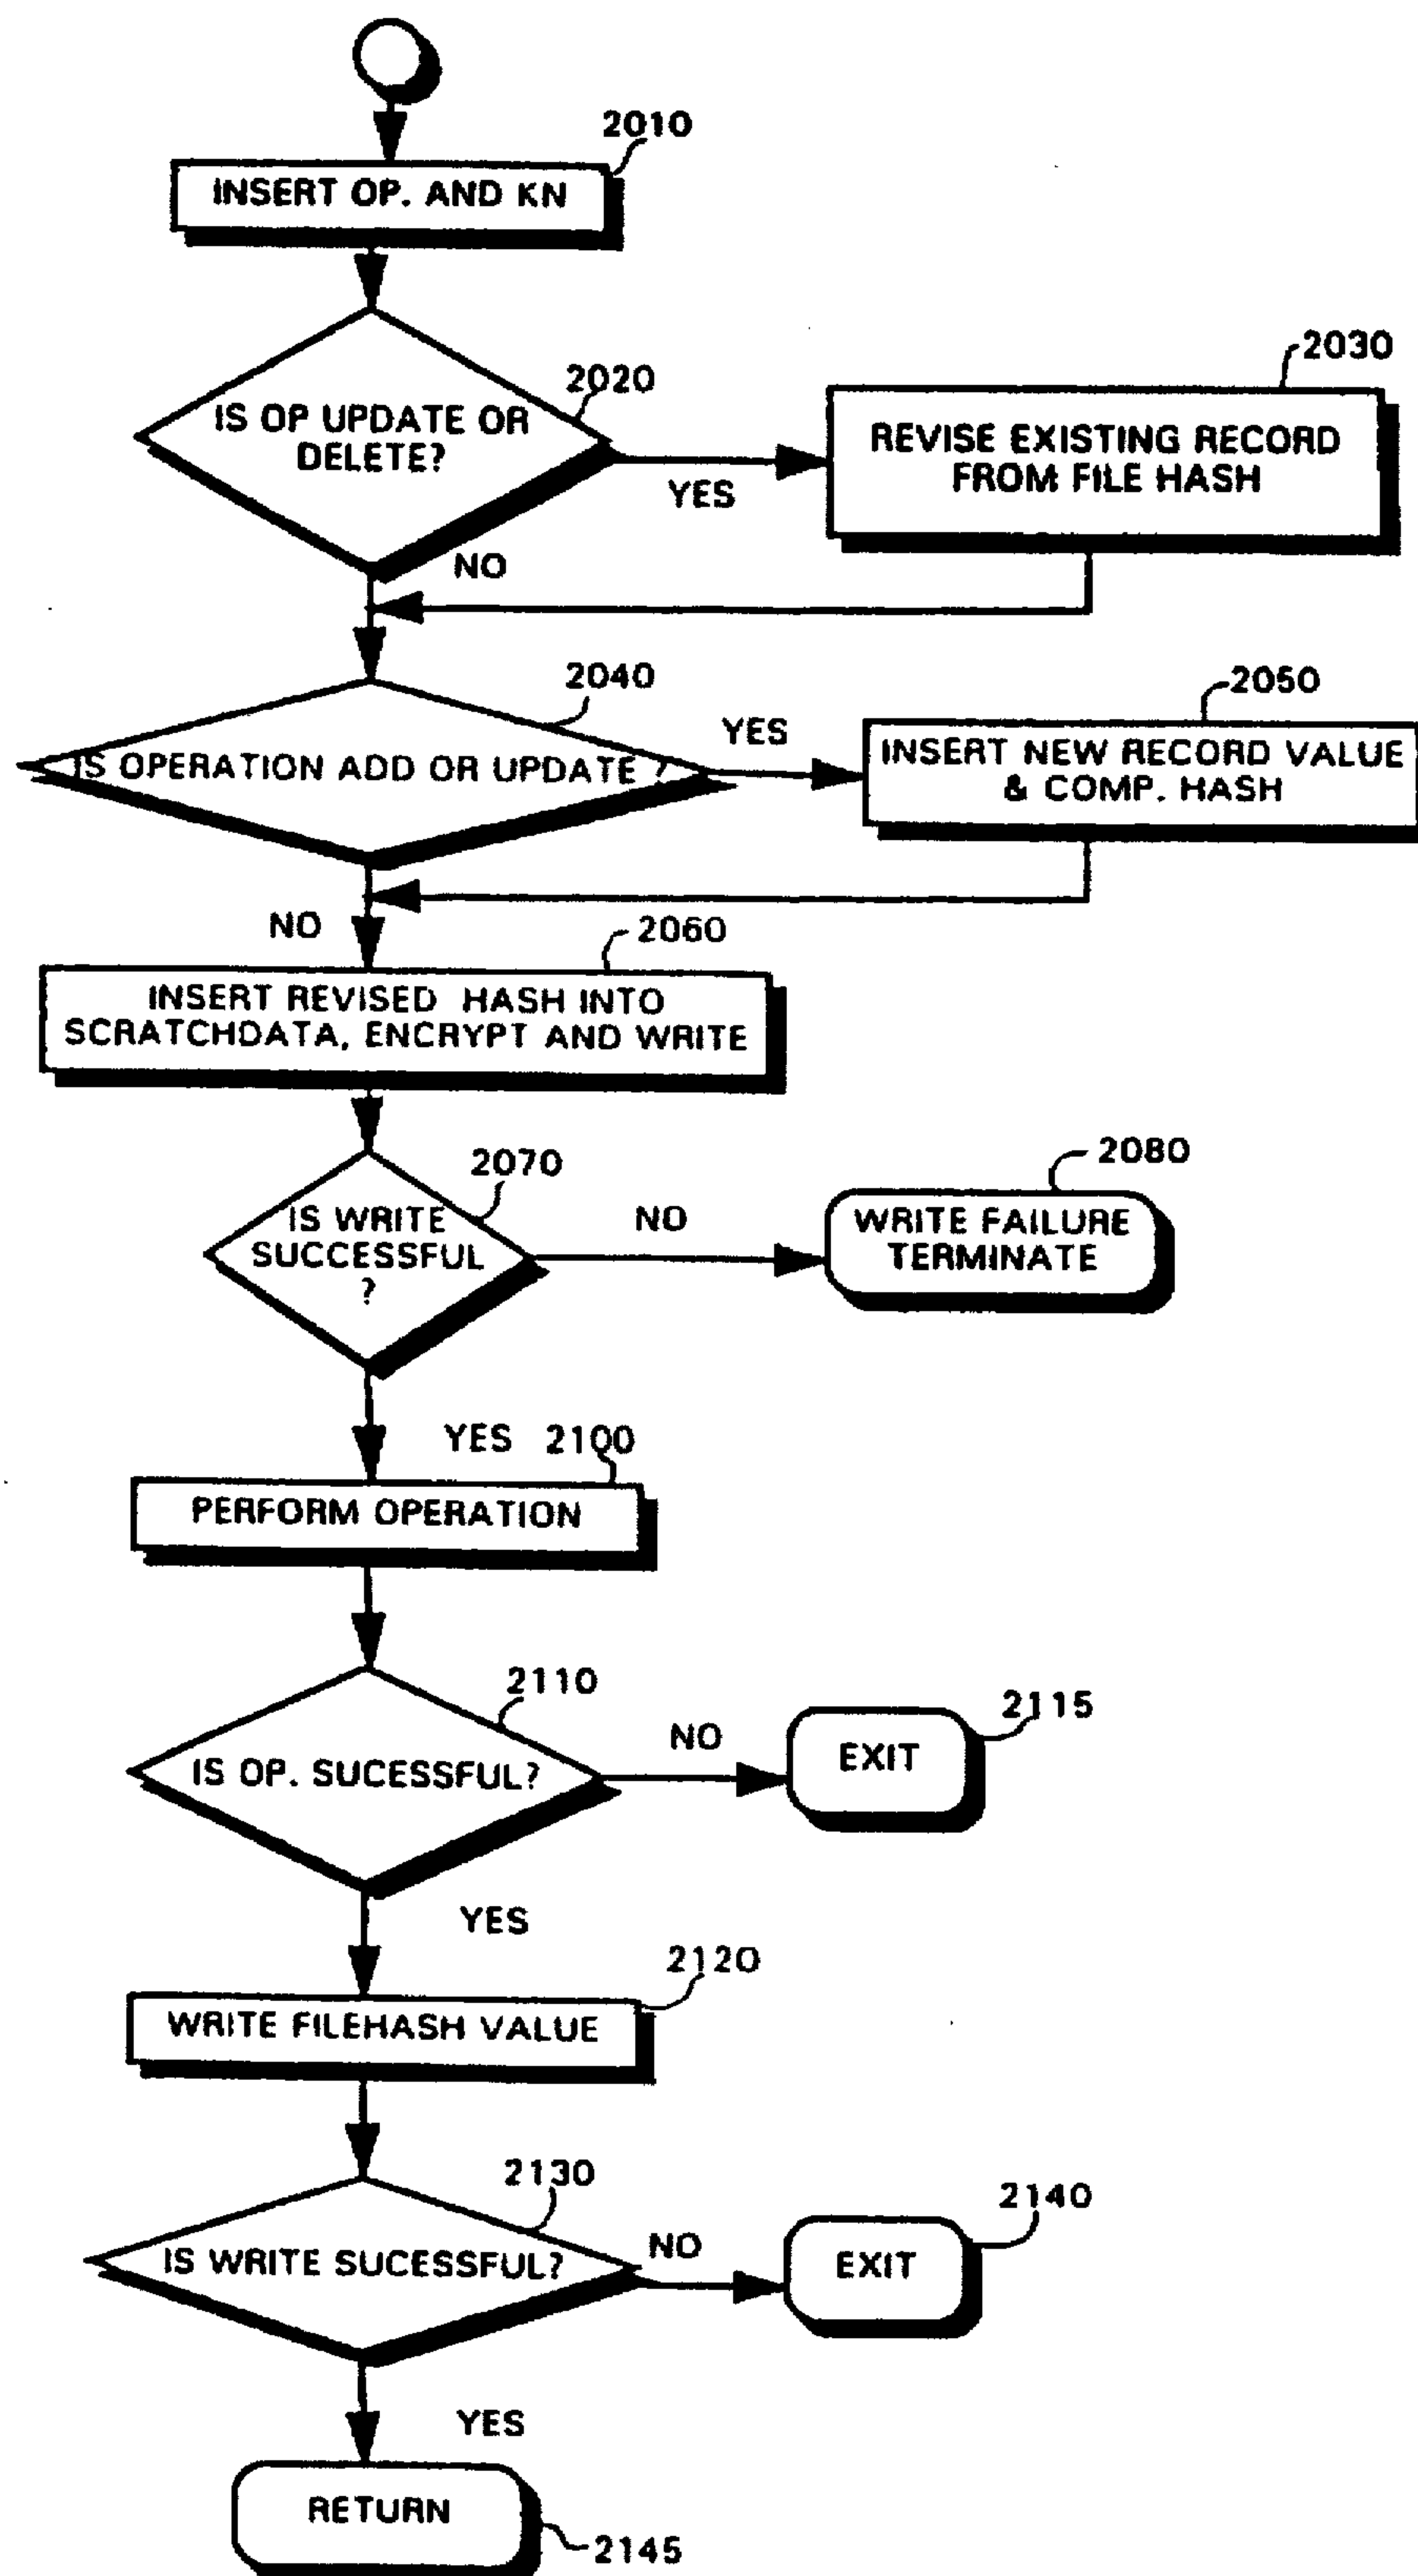 2010
INSERT OP. AND KN
2020
IS OP UPDATE OR
DELETE?
YES
NO
2030
REVISE EXISTING RECORD
FROM FILE HASH
2040
IS OPERATION ADD OR UPDATE ?
YES
NO
2050
INSERT NEW RECORD VALUE
& COMP. HASH
2060
INSERT REVISED HASH INTO
SCRATCHDATA, ENCRYPT AND WRITE
2070
IS WRITE
SUCCESSFUL
?
NO
2080
WRITE FAILURE
TERMINATE
YES
2100
PERFORM OPERATION
2110
IS OP. SUCESSFUL?
NO
2115
EXIT
YES
2120
WRITE FILEHASH VALUE
2130
IS WRITE SUCESSFUL?
NO
2140
EXIT
YES
RETURN
2145